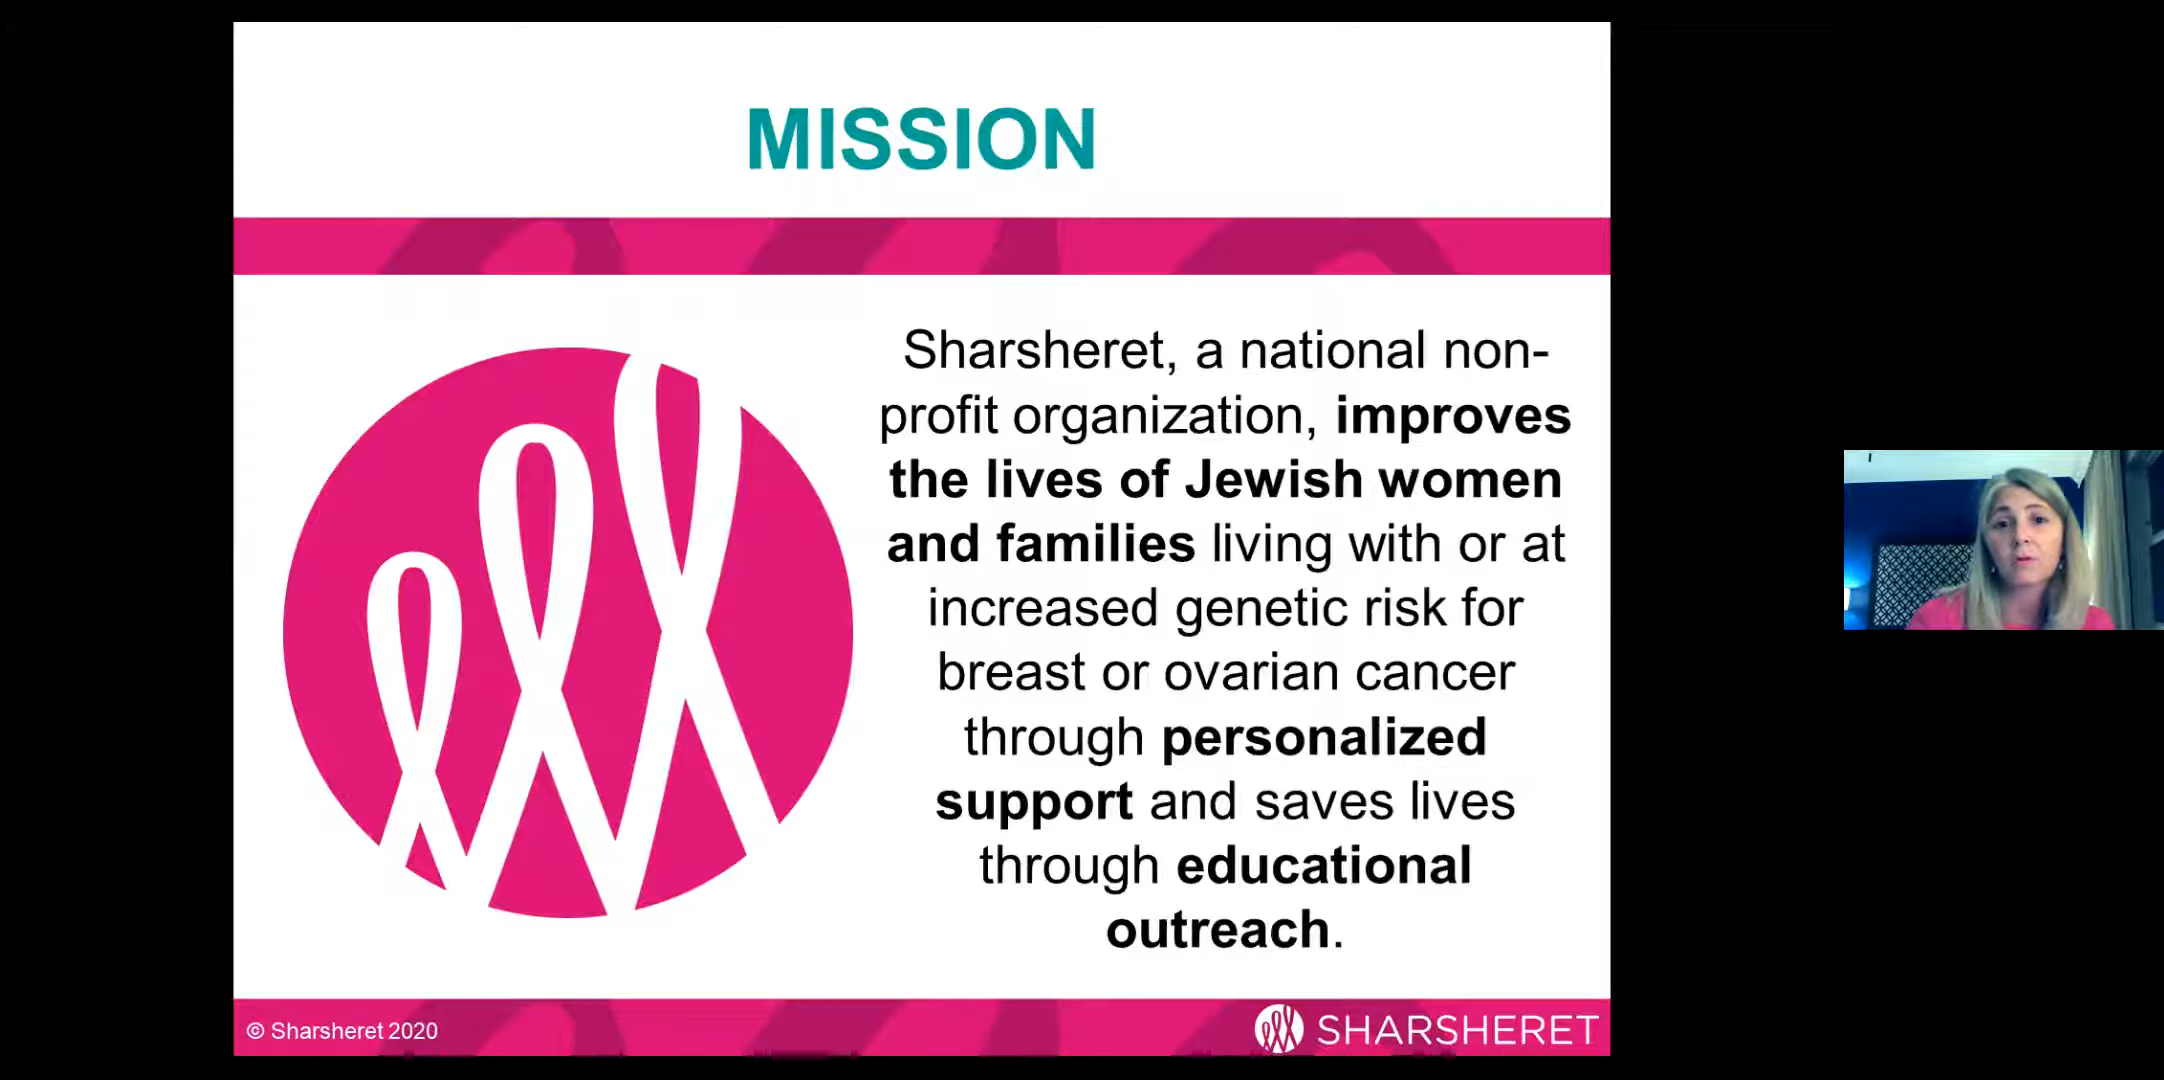 MISSION
Sharsheret, a national non-
profit organization, improves
the lives of Jewish women
and families living with or at
increased genetic risk for
breast or ovarian cancer
through personalized
support and saves lives
through educational
outreach.
© Sharsheret 2020
SHARSHERET